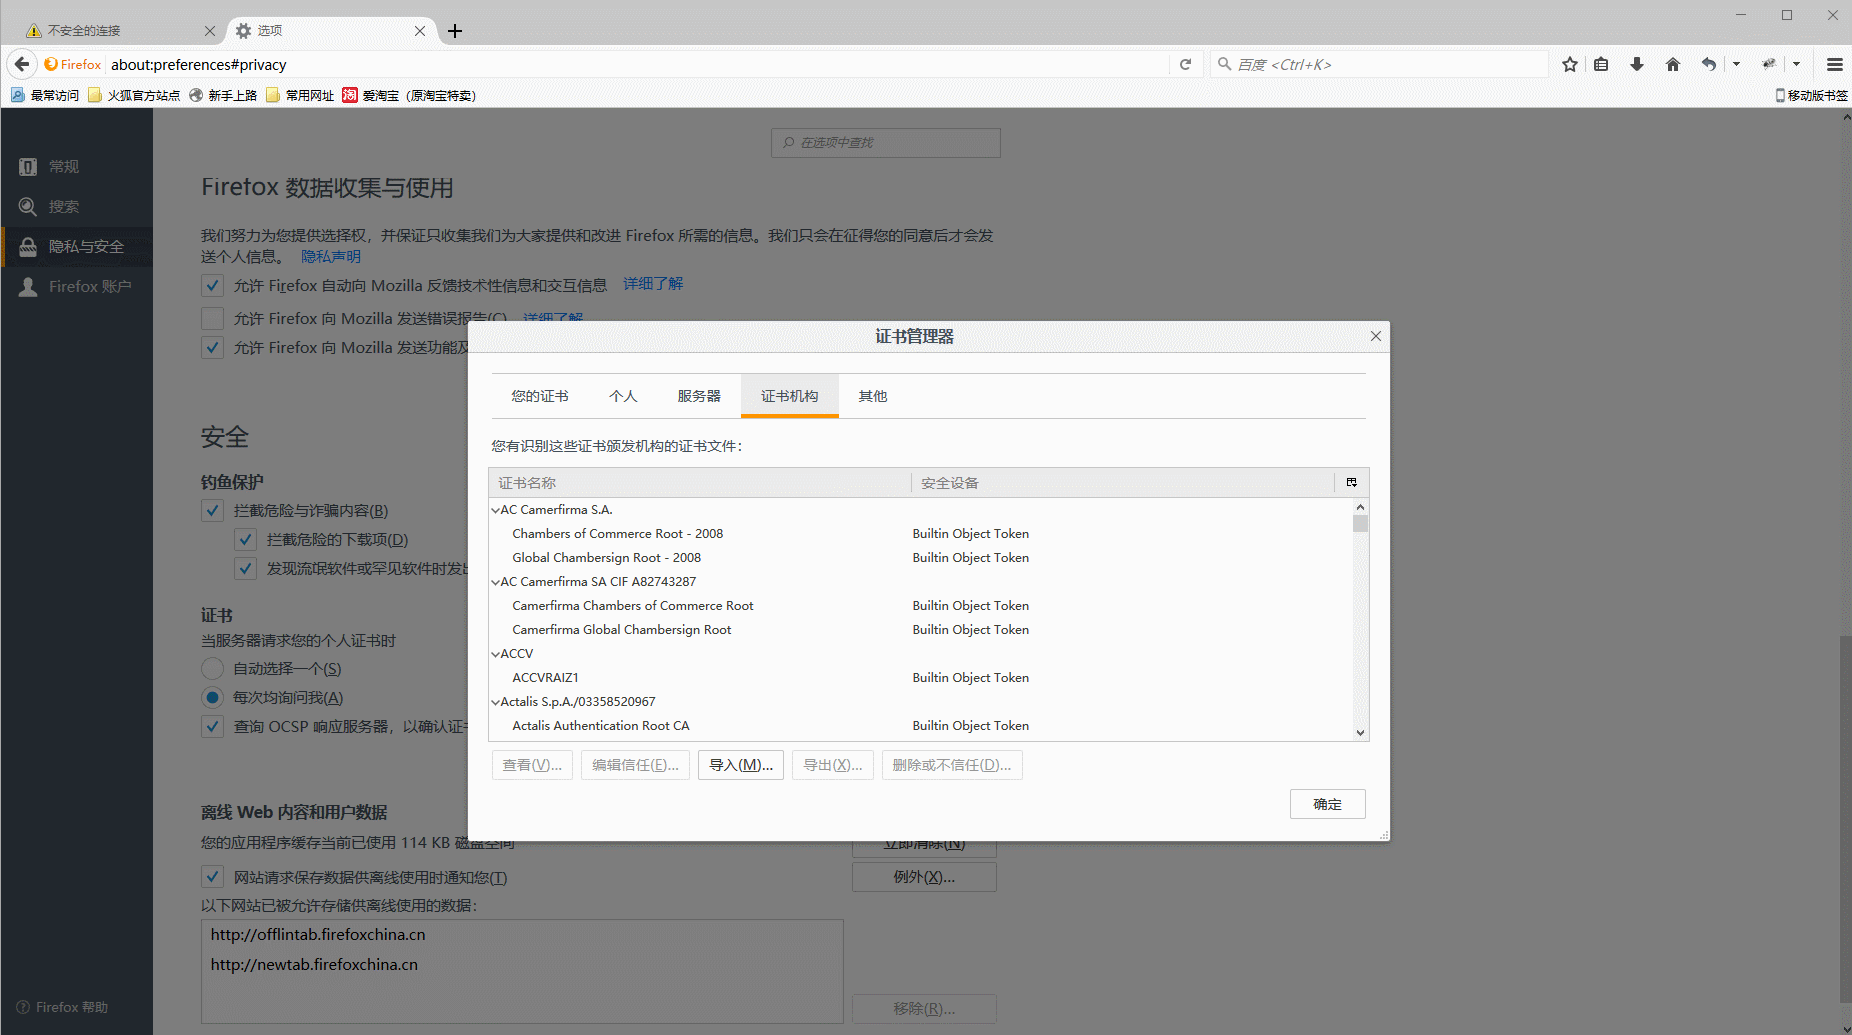 不安全的连接
选项
Firefox
about:preferences#privacy
百度 <Ctrl+K>
最常访问
火狐官方站点
新手上路
常用网址
淘
爱淘宝（原淘宝特卖）
移动版书签
常规
搜索
隐私与安全
Firefox 账户
Firefox 帮助
在选项中查找
Firefox 数据收集与使用
我们努力为您提供选择权，并保证只收集我们为大家提供和改进 Firefox 所需的信息。我们只会在征得您的同意后才会发
送个人信息。 隐私声明
允许 Firefox 自动向 Mozilla 反馈技术性信息和交互信息 详细了解
允许 Firefox 向 Mozilla 发送错误报告(C) 详细了解
允许 Firefox 向 Mozilla 发送功能及
安全
钓鱼保护
拦截危险与诈骗内容(B)
拦截危险的下载项(D)
发现流氓软件或罕见软件时发出
证书
当服务器请求您的个人证书时
自动选择一个(S)
每次均询问我(A)
查询 OCSP 响应服务器，以确认证书
离线 Web 内容和用户数据
您的应用程序缓存当前已使用 114 KB 磁盘空间
立即清除(N)
网站请求保存数据供离线使用时通知您(T)
例外(X)...
以下网站已被允许存储供离线使用的数据：
http://offlintab.firefoxchina.cn
http://newtab.firefoxchina.cn
移除(R)...
证书管理器
您的证书
个人
服务器
证书机构
其他
您有识别这些证书颁发机构的证书文件：
证书名称 安全设备
AC Camerfirma S.A.
Chambers of Commerce Root - 2008 Builtin Object Token
Global Chambersign Root - 2008 Builtin Object Token
AC Camerfirma SA CIF A82743287
Camerfirma Chambers of Commerce Root Builtin Object Token
Camerfirma Global Chambersign Root Builtin Object Token
ACCV
ACCVRAIZ1 Builtin Object Token
Actalis S.p.A./03358520967
Actalis Authentication Root CA Builtin Object Token
查看(V)...
编辑信任(E)...
导入(M)...
导出(X)...
删除或不信任(D)...
确定